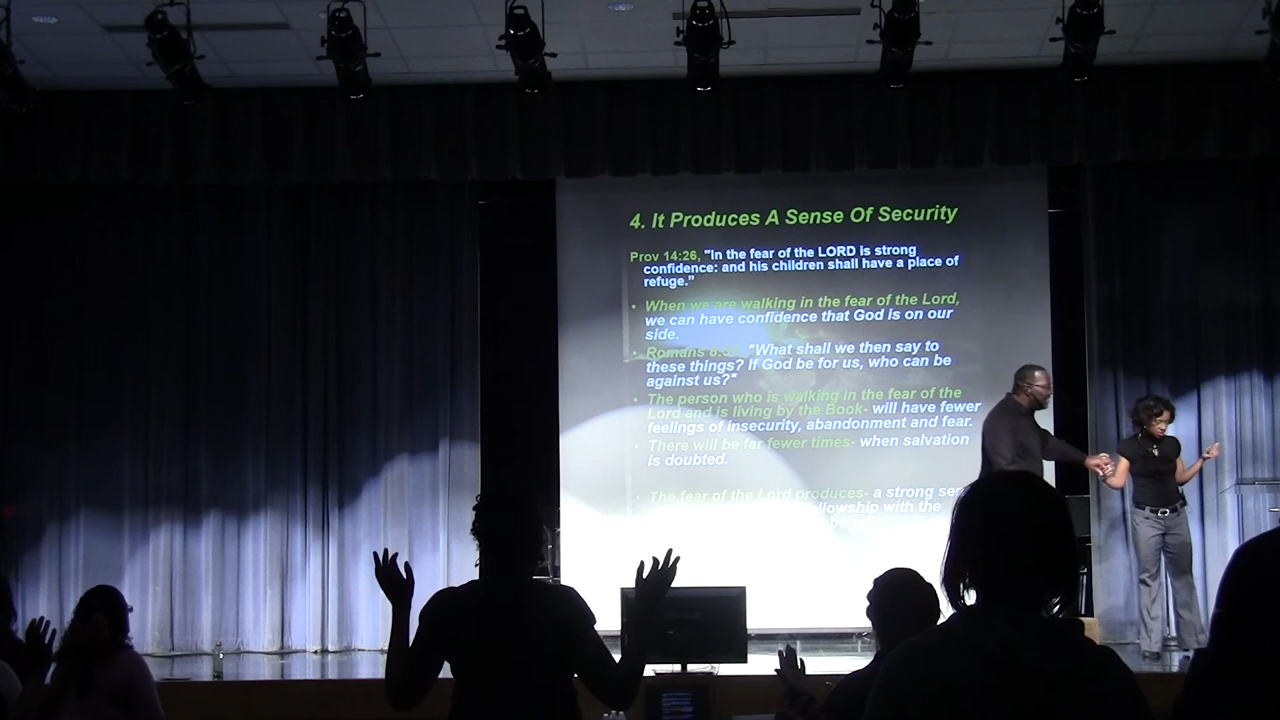 4. It Produces A Sense Of Security
Prov 14:26, "In the fear of the LORD is strong
confidence: and his children shall have a place of
refuge."
• When we are walking in the fear of the Lord,
we can have confidence that God is on our
side.
• Romans 8:31 "What shall we then say to
these things? If God be for us, who can be
against us?"
• The person who is walking in the fear of the
Lord and is living by the Book- will have fewer
feelings of insecurity, abandonment and fear.
• There will be far fewer times- when salvation
is doubted.
• The fear of the Lord produces- a strong
with the